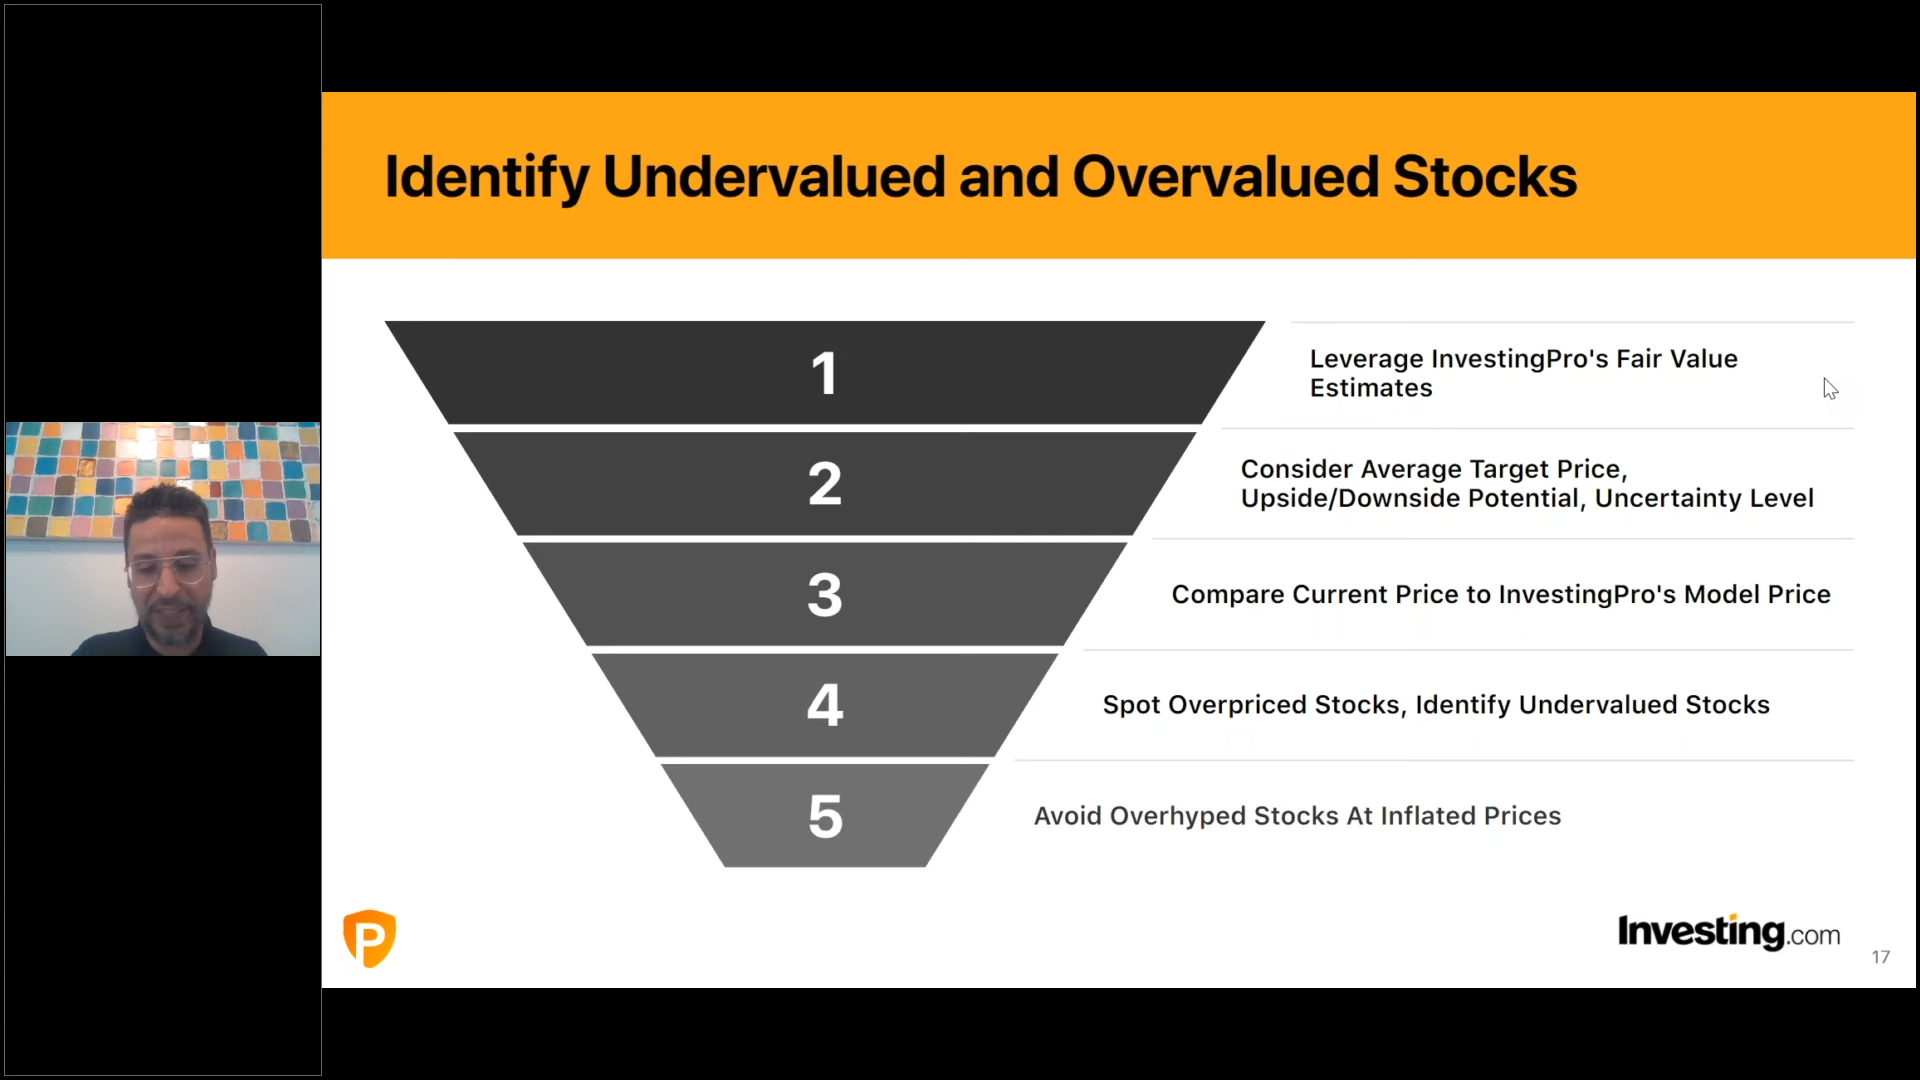 Identify Undervalued and Overvalued Stocks
1
Leverage InvestingPro's Fair Value
Estimates
2
Consider Average Target Price,
Upside/Downside Potential, Uncertainty Level
3
Compare Current Price to InvestingPro's Model Price
4
Spot Overpriced Stocks, Identify Undervalued Stocks
5
Avoid Overhyped Stocks At Inflated Prices
P
Investing.com
17